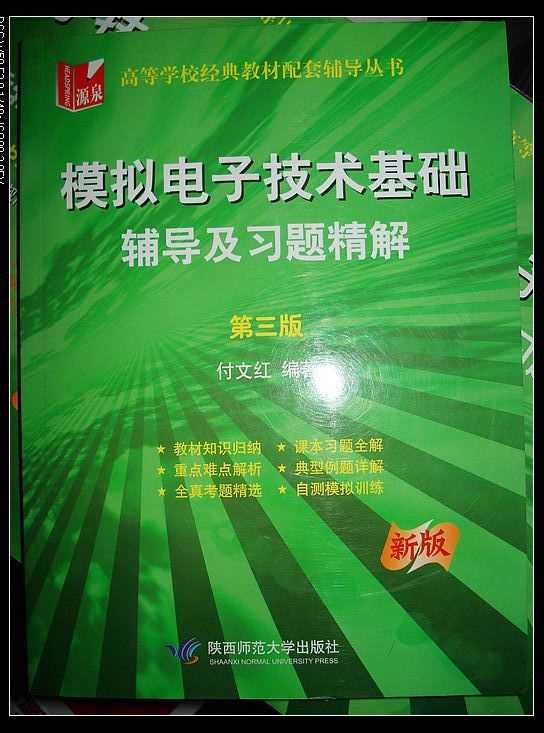 高等学校经典教材配套辅导丛书
HEADSPRING
源泉
模拟电子技术基础
辅导及习题精解
第三版
付文红 编
★ 教材知识归纳 ★ 课本习题全解
★ 重点难点解析 ★ 典型例题详解
★ 全真考题精选 ★ 自测模拟训练
新版
陕西师范大学出版社
SHAANXI NORMAL UNIVERSITY PRESS